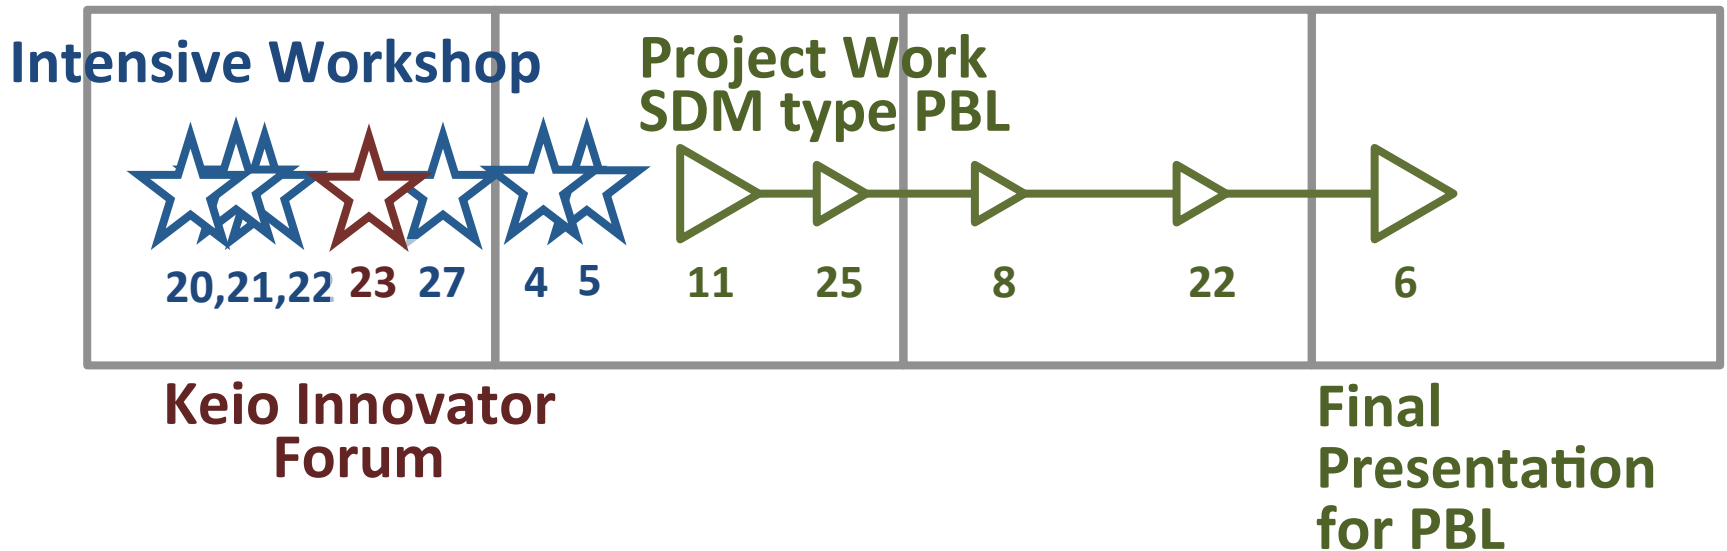 Intensive Workshop
Project Work
SDM type PBL
20,21,22 23 27 4 5 11 25 8 22 6
Keio Innovator
Forum
Final
Presentation
for PBL